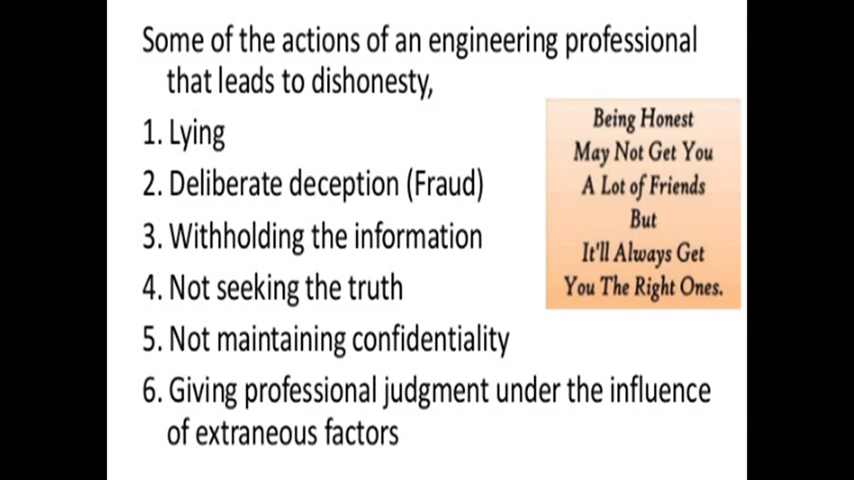 Some of the actions of an engineering professional
that leads to dishonesty,
1. Lying
2. Deliberate deception (Fraud)
3. Withholding the information
4. Not seeking the truth
5. Not maintaining confidentiality
6. Giving professional judgment under the influence
of extraneous factors
Being Honest
May Not Get You
A Lot of Friends
But
It'll Always Get
You The Right Ones.